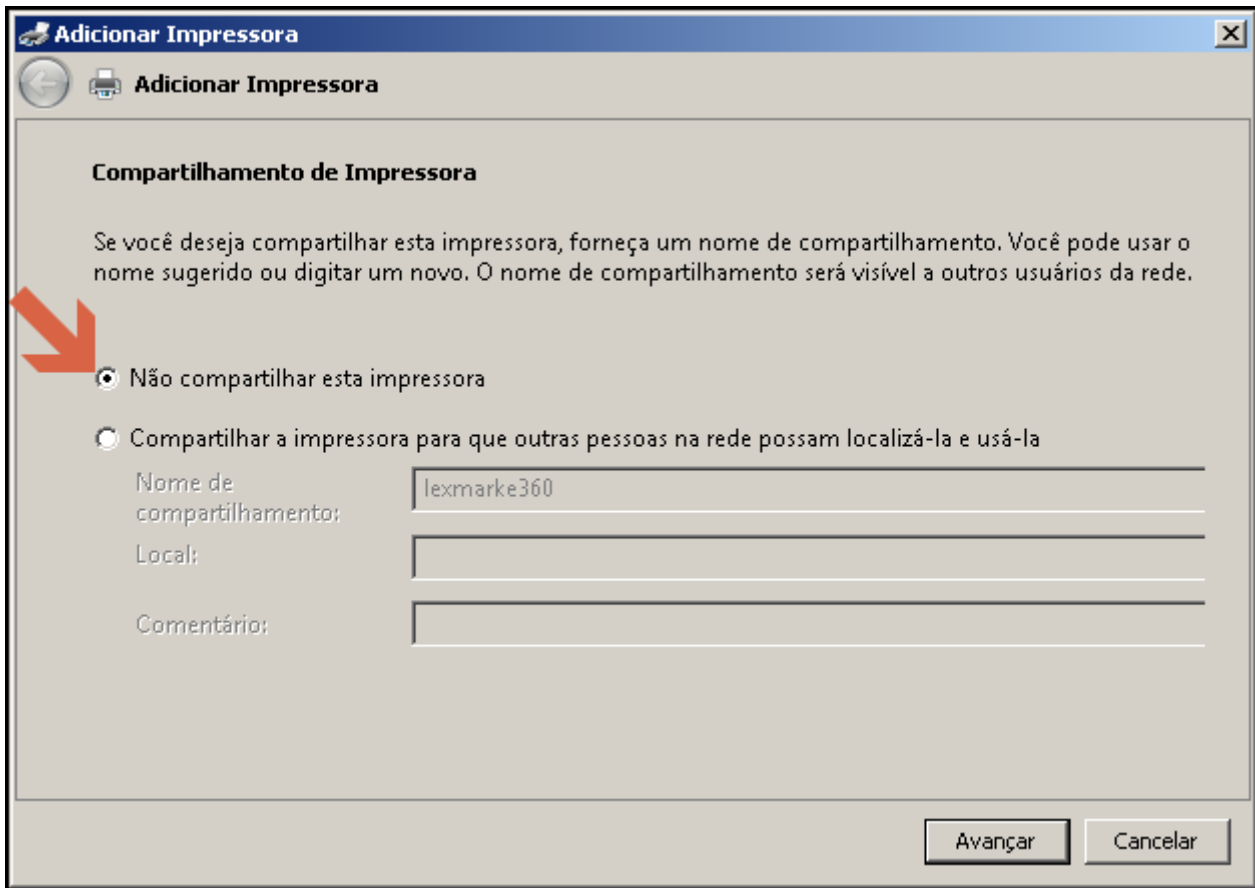 Adicionar Impressora
Adicionar Impressora
Compartilhamento de Impressora
Se você deseja compartilhar esta impressora, forneça um nome de compartilhamento. Você pode usar o
nome sugerido ou digitar um novo. O nome de compartilhamento será visível a outros usuários da rede.
Não compartilhar esta impressora
Compartilhar a impressora para que outras pessoas na rede possam localizá-la e usá-la
Nome de
compartilhamento:
lexmarke360
Local:
Comentário:
Avançar
Cancelar